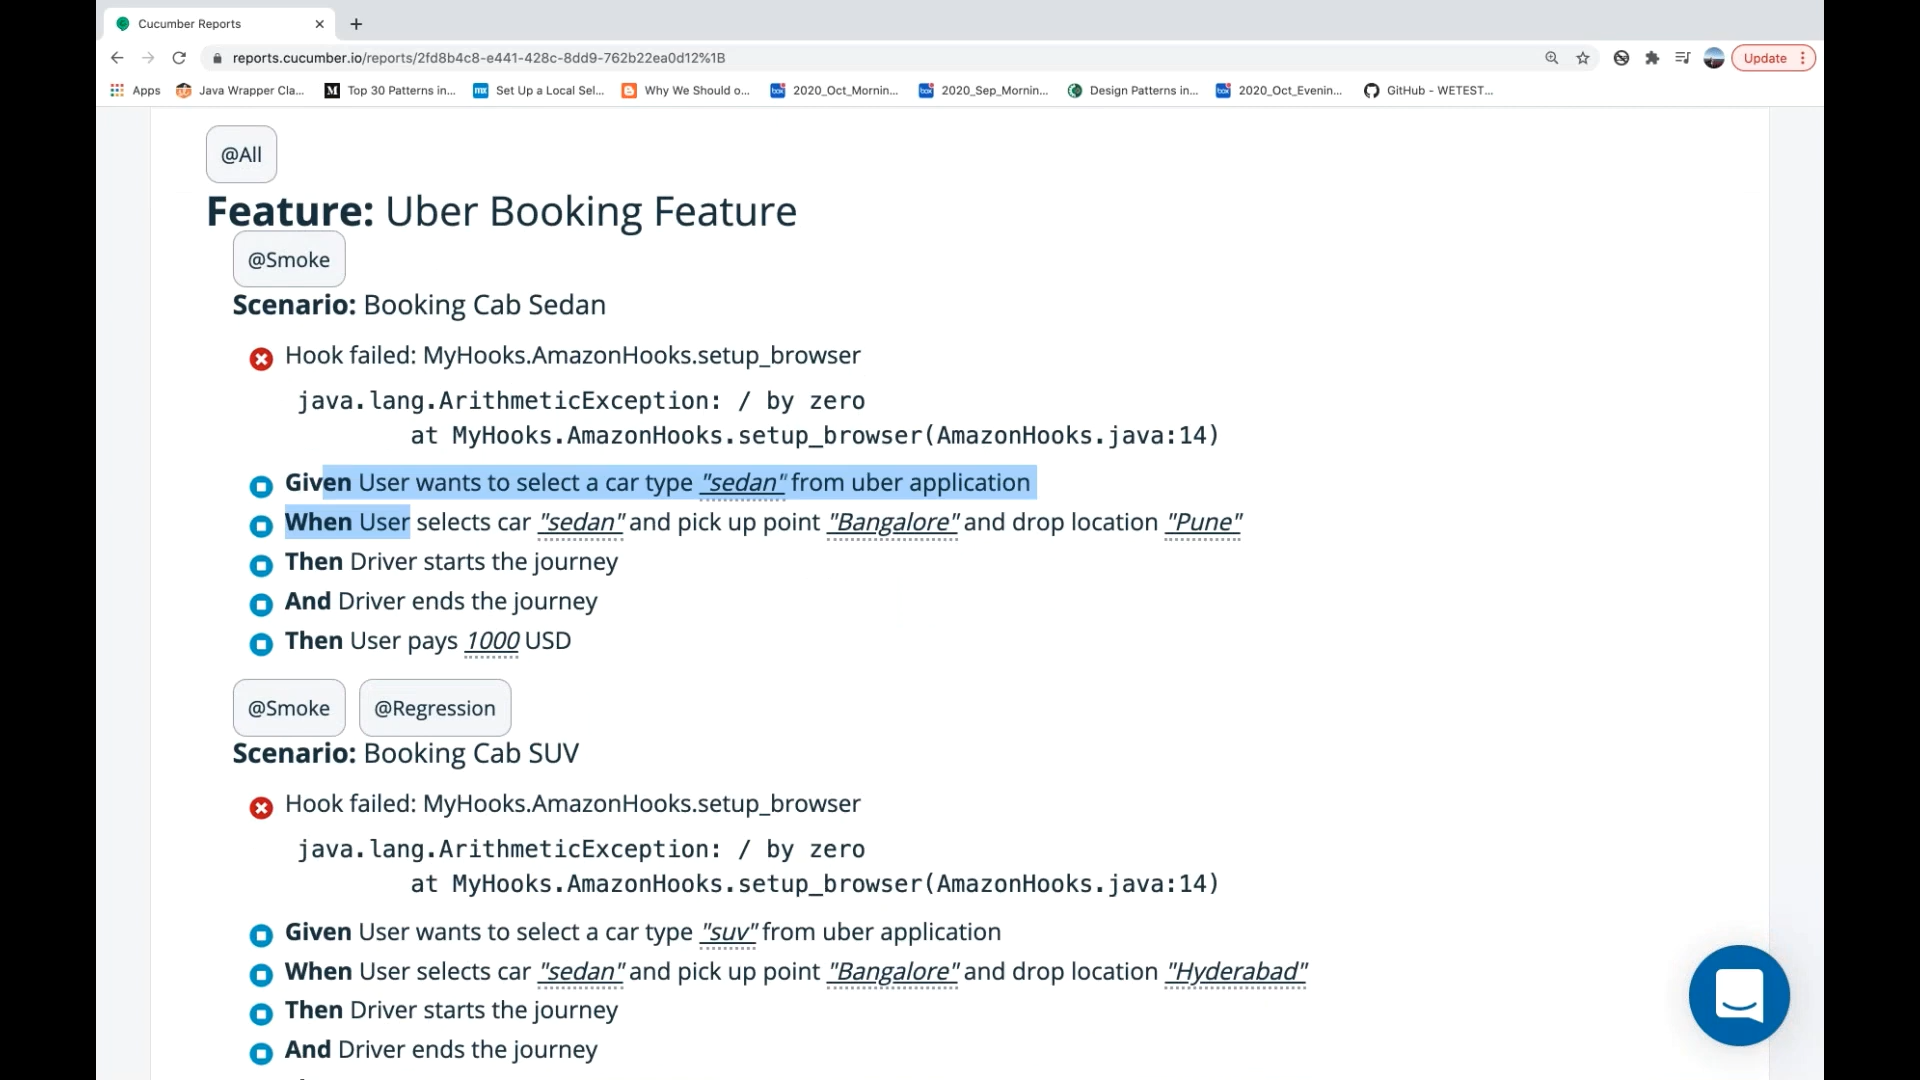 Cucumber Reports
reports.cucumber.io/reports/2fd8b4c8-e441-428c-8dd9-762b22ea0d12%1B
Update
Apps
Java Wrapper Cla...
Top 30 Patterns in...
Set Up a Local Sel...
Why We Should o...
2020_Oct_Mornin...
2020_Sep_Mornin...
Design Patterns in...
2020_Oct_Evenin...
GitHub - WETEST...
@All
Feature: Uber Booking Feature
@Smoke
Scenario: Booking Cab Sedan
Hook failed: MyHooks.AmazonHooks.setup_browser
java.lang.ArithmeticException: / by zero
at MyHooks.AmazonHooks.setup_browser(AmazonHooks.java:14)
Given User wants to select a car type "sedan" from uber application
When User selects car "sedan" and pick up point "Bangalore" and drop location "Pune"
Then Driver starts the journey
And Driver ends the journey
Then User pays 1000 USD
@Smoke @Regression
Scenario: Booking Cab SUV
Hook failed: MyHooks.AmazonHooks.setup_browser
java.lang.ArithmeticException: / by zero
at MyHooks.AmazonHooks.setup_browser(AmazonHooks.java:14)
Given User wants to select a car type "suv" from uber application
When User selects car "sedan" and pick up point "Bangalore" and drop location "Hyderabad"
Then Driver starts the journey
And Driver ends the journey